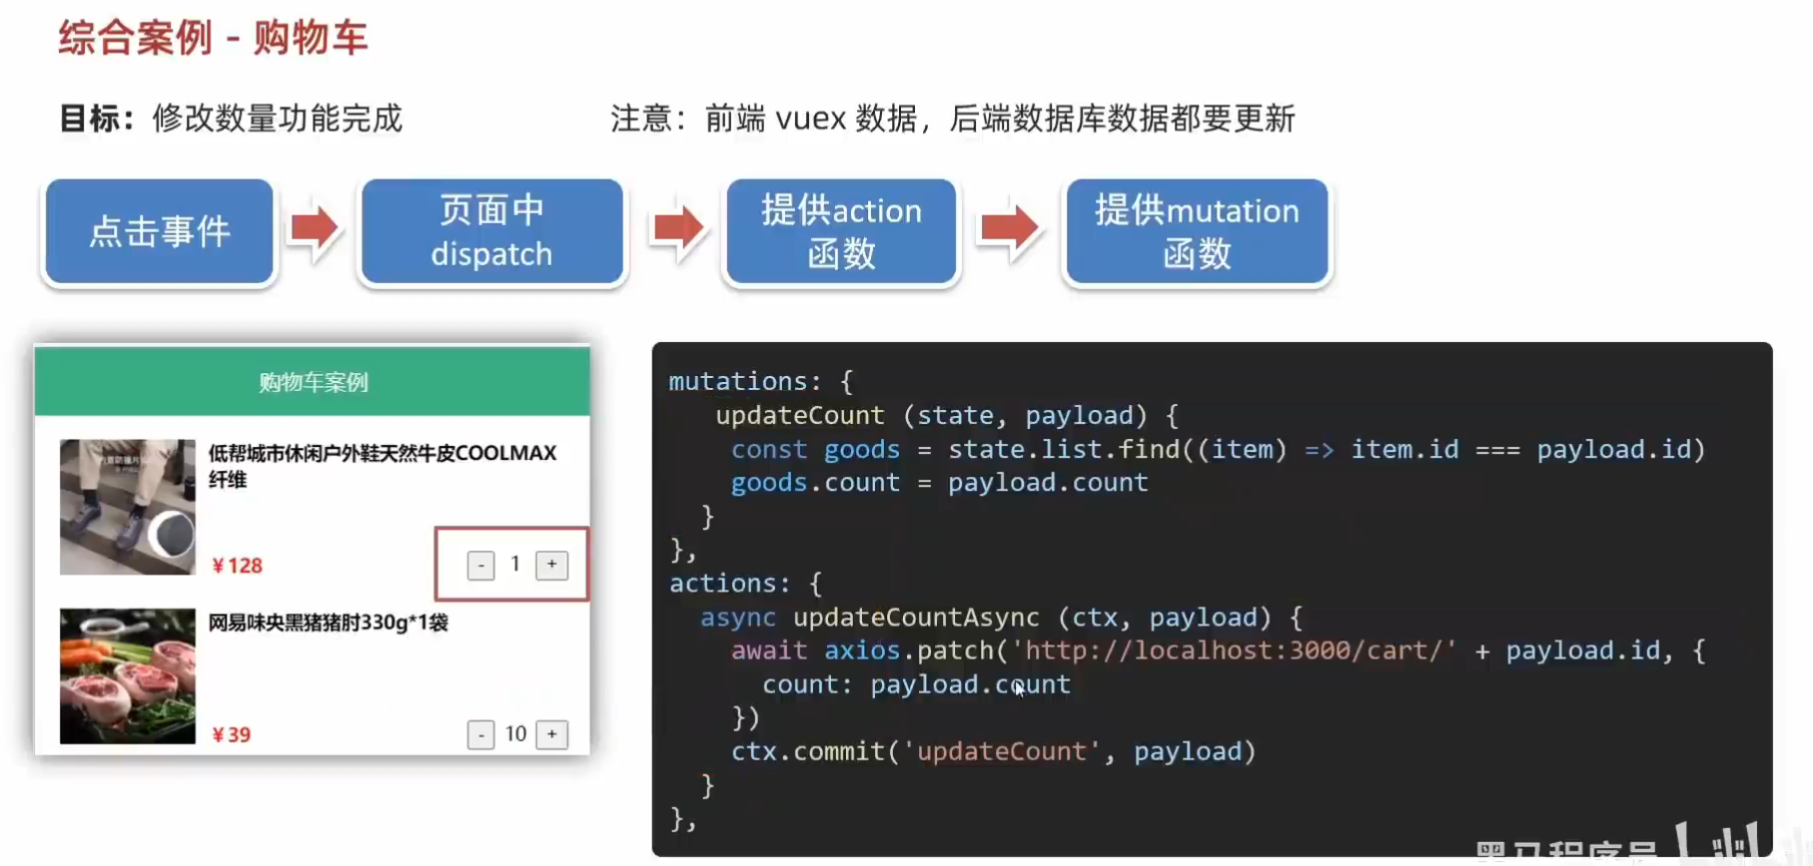 综合案例 - 购物车
目标：修改数量功能完成
注意：前端 vuex 数据，后端数据库数据都要更新
点击事件
页面中
dispatch
提供action
函数
提供mutation
函数
购物车案例
低帮城市休闲户外鞋天然牛皮COOLMAX
纤维
￥128
- 1 +
网易味央黑猪猪肘330g*1袋
￥39
- 10 +
mutations: {
updateCount (state, payload) {
const goods = state.list.find((item) => item.id === payload.id)
goods.count = payload.count
}
},
actions: {
async updateCountAsync (ctx, payload) {
await axios.patch('http://localhost:3000/cart/' + payload.id, {
count: payload.count
})
ctx.commit('updateCount', payload)
}
},
黑马程序员